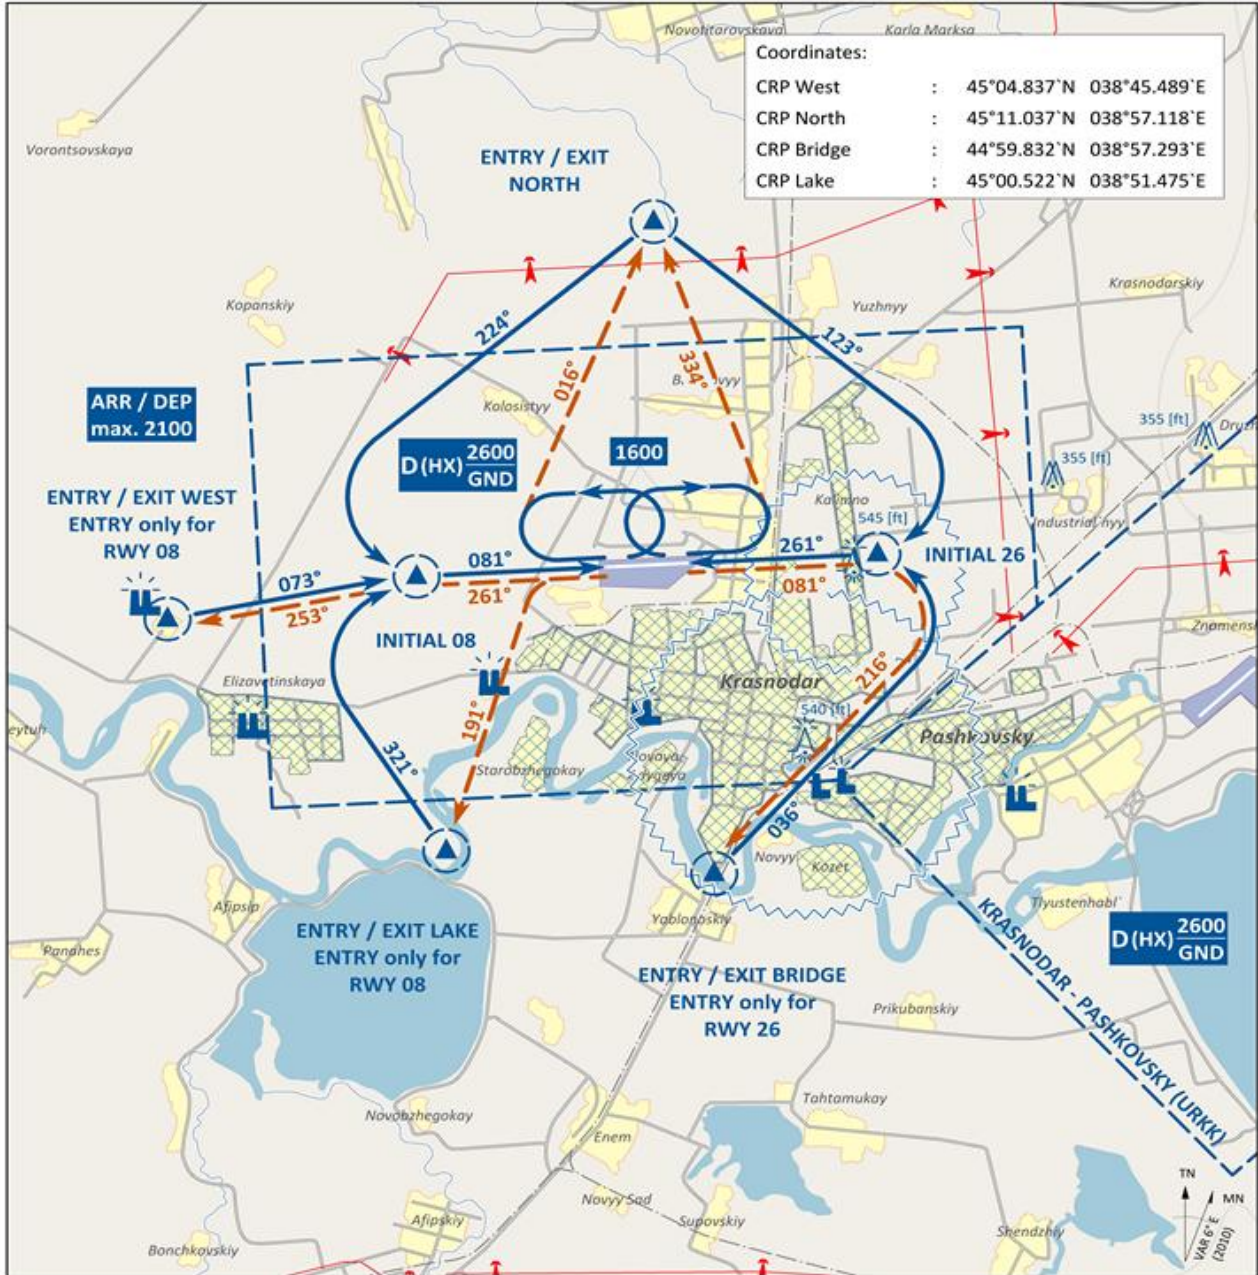 Novotitarovskaya
Karla Marksa
Coordinates:
CRP West : 45°04.837`N 038°45.489`E
CRP North : 45°11.037`N 038°57.118`E
CRP Bridge : 44°59.832`N 038°57.293`E
CRP Lake : 45°00.522`N 038°51.475`E
Vorontsovskaya
ENTRY / EXIT
NORTH
Kopanskiy
Yuzhnyy
Krasnodarskiy
224°
123°
016°
334°
ARR / DEP
max. 2100
Kolosistyy
D(HX) 2600
GND
1600
355 [ft]
355 [ft]
ENTRY / EXIT WEST
ENTRY only for
RWY 08
545 [ft]
INITIAL 26
073°
253°
081°
261°
261°
081°
INITIAL 08
Znamensk
Elizavetinskaya
Krasnodar
216°
540 [ft]
Pashkovsky
191°
321°
Starobzhegokay
036°
Novyy
Kozet
Afipsip
Yablonoskiy
Tlyustenhabl`
ENTRY / EXIT LAKE
ENTRY only for
RWY 08
Panahes
D(HX) 2600
GND
ENTRY / EXIT BRIDGE
ENTRY only for
RWY 26
Prikubanskiy
KRASNODAR - PASHKOVSKY (URKK)
Novobzhegokay
Tahtamukay
Enem
Novyy Sad
Supovskiy
Afipskiy
Bonchkovskiy
Shendzhiy
TN
MN
VAR 6° E
(2010)